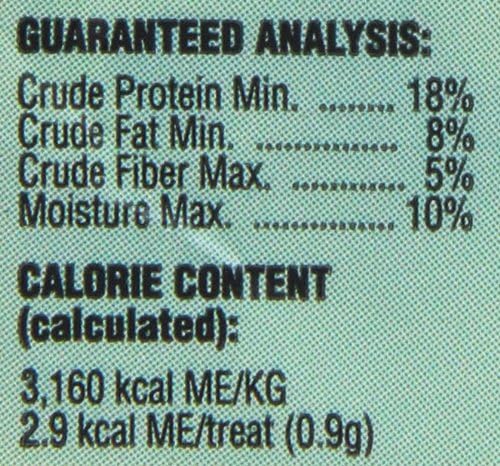 GUARANTEED ANALYSIS:
Crude Protein Min. ......... 18%
Crude Fat Min. ................ 8%
Crude Fiber Max. ............ 5%
Moisture Max. ............... 10%
CALORIE CONTENT
(calculated):
3,160 kcal ME/KG
2.9 kcal ME/treat (0.9g)